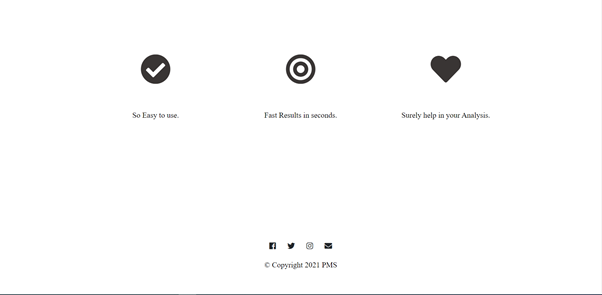 So Easy to use.
Fast Results in seconds.
Surely help in your Analysis.
© Copyright 2021 PMS